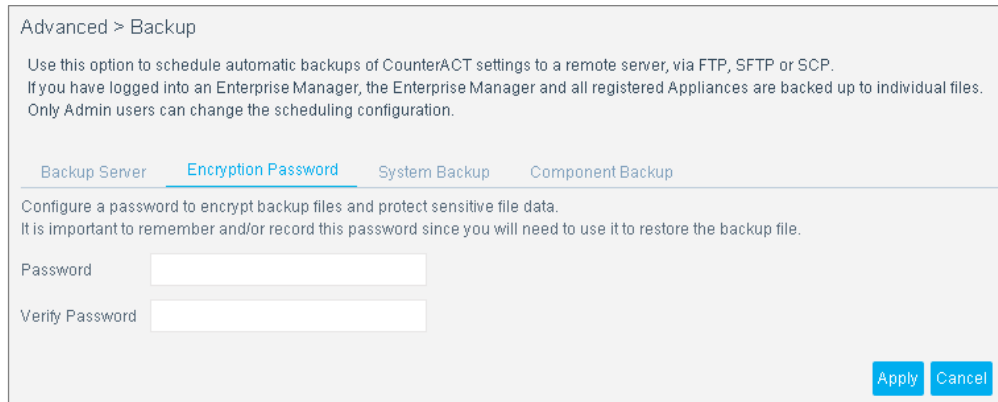 Advanced > Backup
Use this option to schedule automatic backups of CounterACT settings to a remote server, via FTP, SFTP or SCP.
If you have logged into an Enterprise Manager, the Enterprise Manager and all registered Appliances are backed up to individual files.
Only Admin users can change the scheduling configuration.
Backup Server Encryption Password System Backup Component Backup
Configure a password to encrypt backup files and protect sensitive file data.
It is important to remember and/or record this password since you will need to use it to restore the backup file.
Password
Verify Password
Apply Cancel